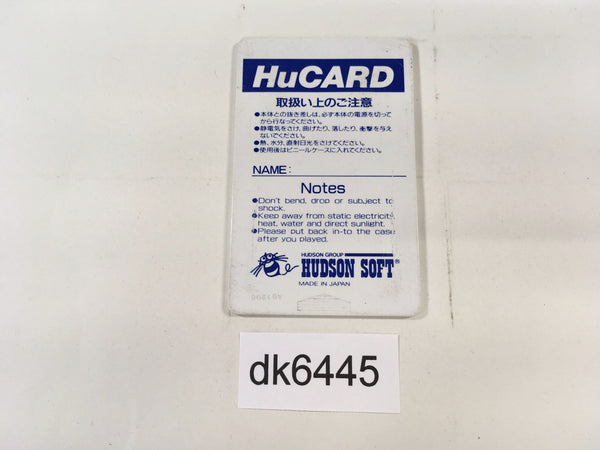 HuCARD
取扱い上のご注意
●本体との抜き差しは、必ず本体の電源を切って
から行なってください。
●静電気をさけ、曲げたり、落したり、衝撃を与え
ないでください。
●熱、水分、直射日光をさけてください。
●使用後はビニールケースに入れてください。
NAME:
Notes
●Don't bend, drop or subject to
shock.
●Keep away from static electricity,
heat, water and direct sunlight.
●Please put back in-to the case
after you played.
HUDSON GROUP
HUDSON SOFT®
MADE IN JAPAN
dk6445